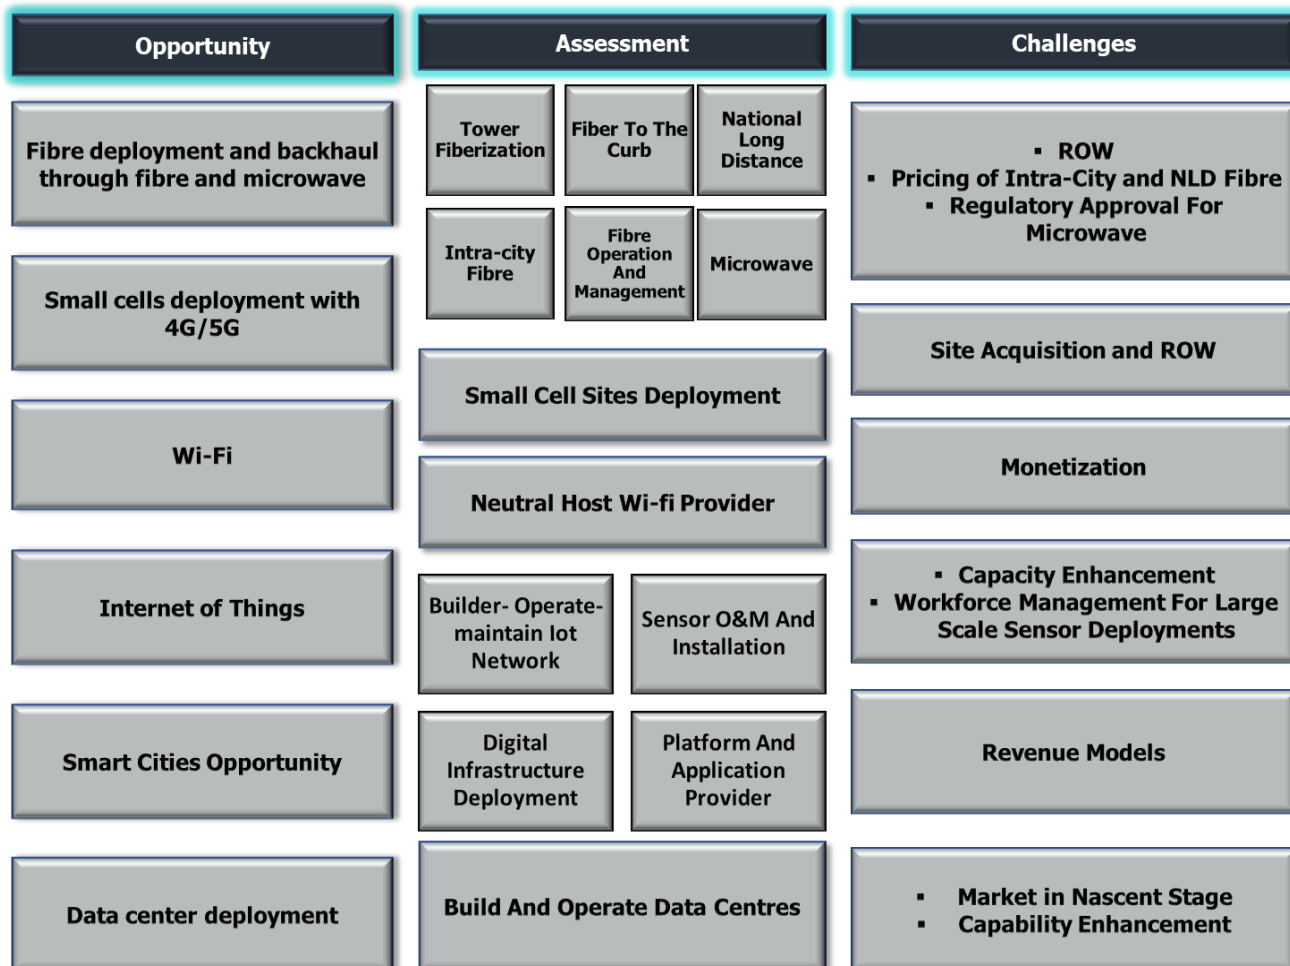 Opportunity
Assessment
Challenges
Fibre deployment and backhaul
through fibre and microwave
Tower
Fiberization
Fiber To The
Curb
National
Long
Distance
Intra-city
Fibre
Fibre
Operation
And
Management
Microwave
▪ ROW
▪ Pricing of Intra-City and NLD Fibre
▪ Regulatory Approval For
Microwave
Small cells deployment with
4G/5G
Small Cell Sites Deployment
Site Acquisition and ROW
Wi-Fi
Neutral Host Wi-fi Provider
Monetization
Internet of Things
Builder- Operate-
maintain Iot
Network
Sensor O&M And
Installation
▪ Capacity Enhancement
▪ Workforce Management For Large
Scale Sensor Deployments
Smart Cities Opportunity
Digital
Infrastructure
Deployment
Platform And
Application
Provider
Revenue Models
Data center deployment
Build And Operate Data Centres
▪ Market in Nascent Stage
▪ Capability Enhancement